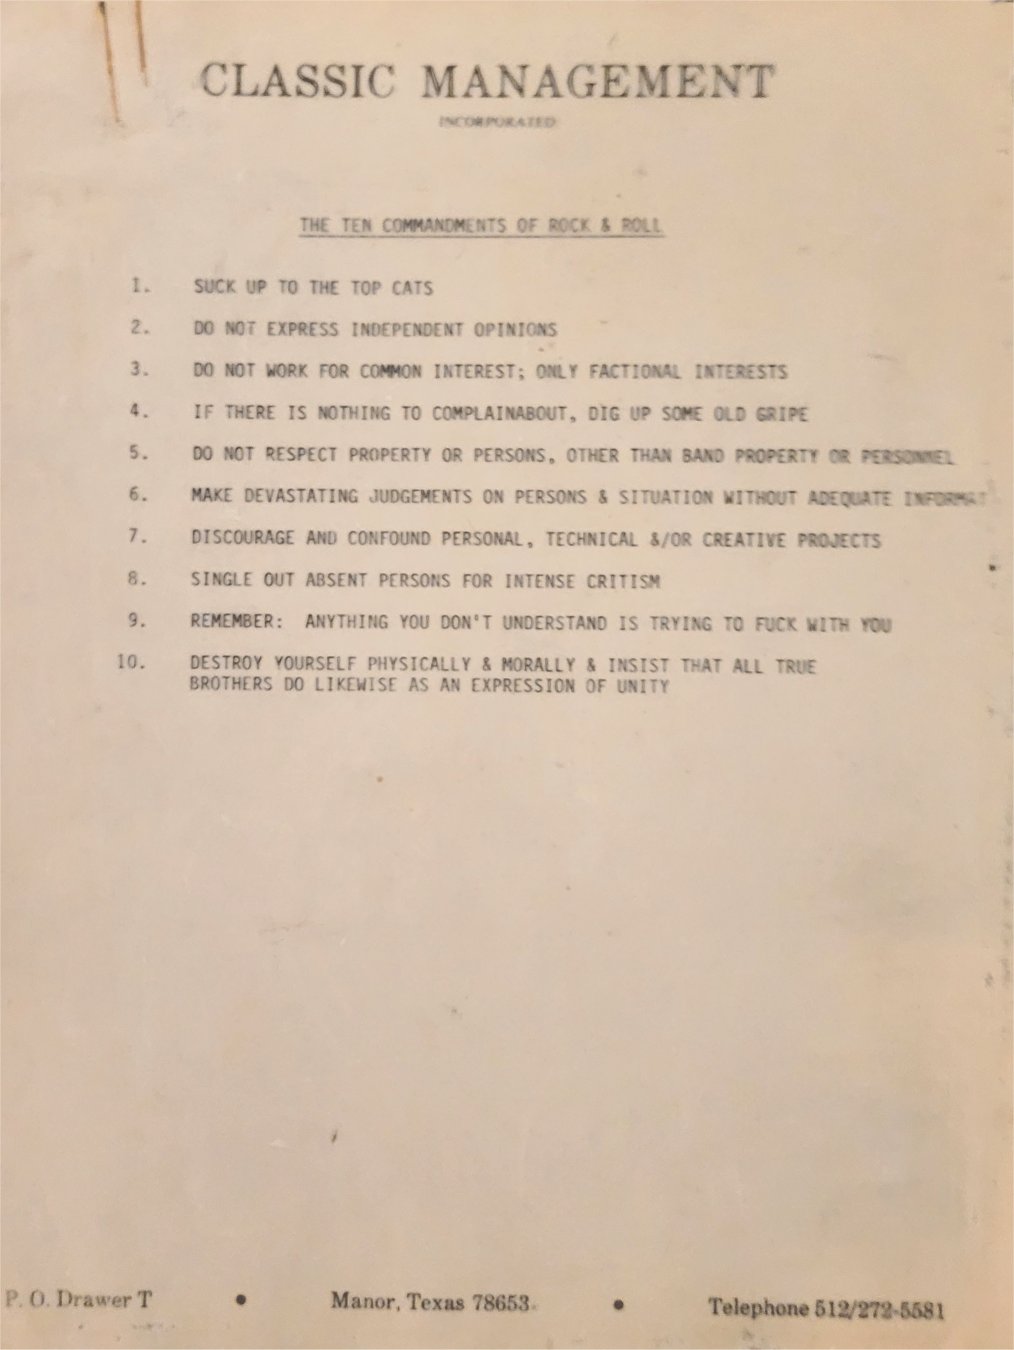 CLASSIC MANAGEMENT
INCORPORATED
THE TEN COMMANDMENTS OF ROCK & ROLL
1. SUCK UP TO THE TOP CATS
2. DO NOT EXPRESS INDEPENDENT OPINIONS
3. DO NOT WORK FOR COMMON INTEREST; ONLY FACTIONAL INTERESTS
4. IF THERE IS NOTHING TO COMPLAINABOUT, DIG UP SOME OLD GRIPE
5. DO NOT RESPECT PROPERTY OR PERSONS, OTHER THAN BAND PROPERTY OR PERSONNEL
6. MAKE DEVASTATING JUDGEMENTS ON PERSONS & SITUATION WITHOUT ADEQUATE INFORMAT
7. DISCOURAGE AND CONFOUND PERSONAL, TECHNICAL &/OR CREATIVE PROJECTS
8. SINGLE OUT ABSENT PERSONS FOR INTENSE CRITISM
9. REMEMBER: ANYTHING YOU DON'T UNDERSTAND IS TRYING TO FUCK WITH YOU
10. DESTROY YOURSELF PHYSICALLY & MORALLY & INSIST THAT ALL TRUE
BROTHERS DO LIKEWISE AS AN EXPRESSION OF UNITY
P. O. Drawer T • Manor, Texas 78653 • Telephone 512/272-5581